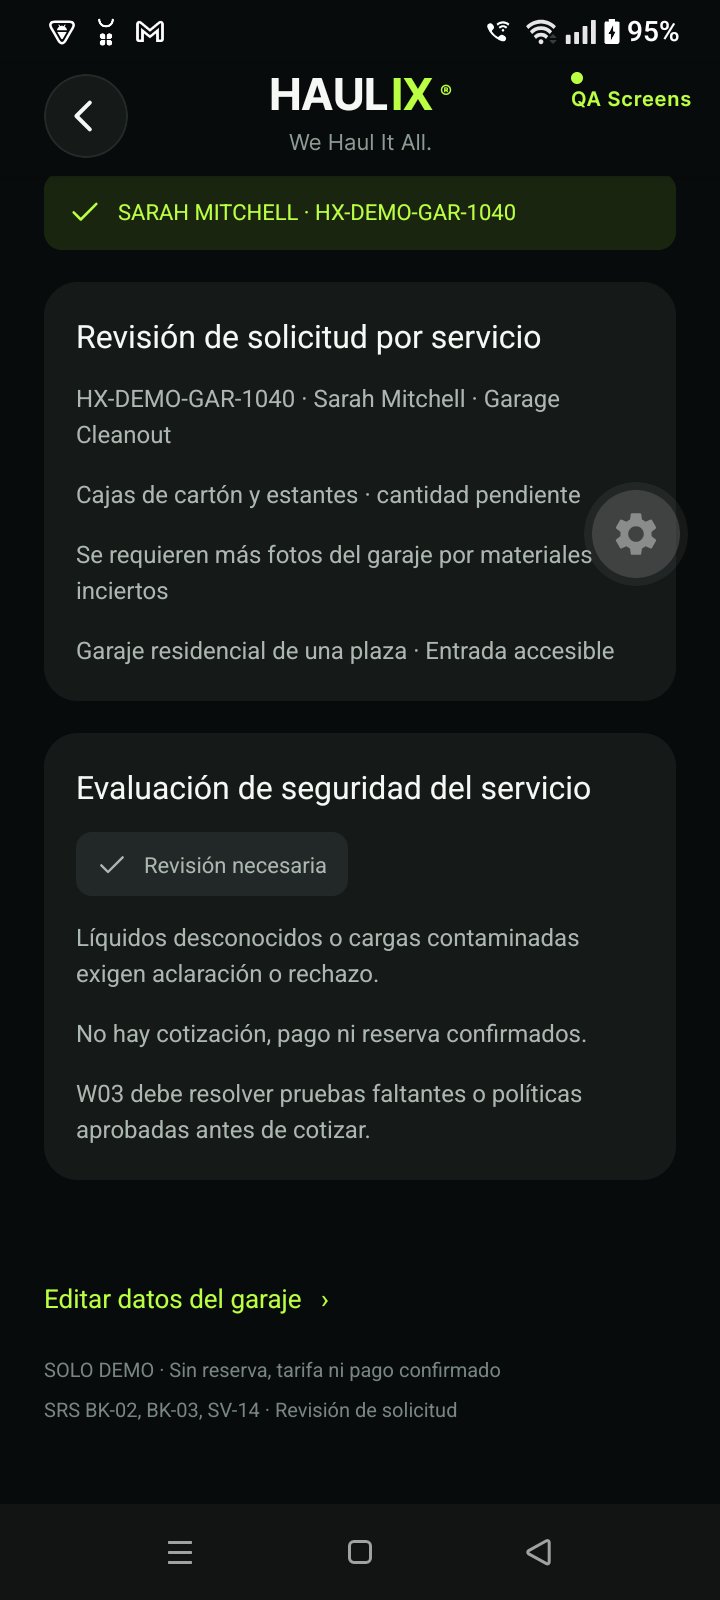 95%
HAULIX ®
We Haul It All.
QA Screens
SARAH MITCHELL · HX-DEMO-GAR-1040
Revisión de solicitud por servicio
HX-DEMO-GAR-1040 · Sarah Mitchell · Garage
Cleanout
Cajas de cartón y estantes · cantidad pendiente
Se requieren más fotos del garaje por materiales
inciertos
Garaje residencial de una plaza · Entrada accesible
Evaluación de seguridad del servicio
Revisión necesaria
Líquidos desconocidos o cargas contaminadas
exigen aclaración o rechazo.
No hay cotización, pago ni reserva confirmados.
W03 debe resolver pruebas faltantes o políticas
aprobadas antes de cotizar.
Editar datos del garaje ›
SOLO DEMO · Sin reserva, tarifa ni pago confirmado
SRS BK-02, BK-03, SV-14 · Revisión de solicitud